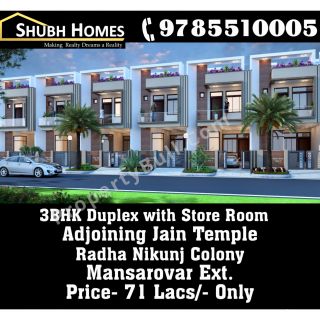 SHUBH HOMES
Making Realty Dreams a Reality
9785510005
3BHK Duplex with Store Room
Adjoining Jain Temple
Radha Nikunj Colony
Mansarovar Ext.
Price- 71 Lacs/- Only